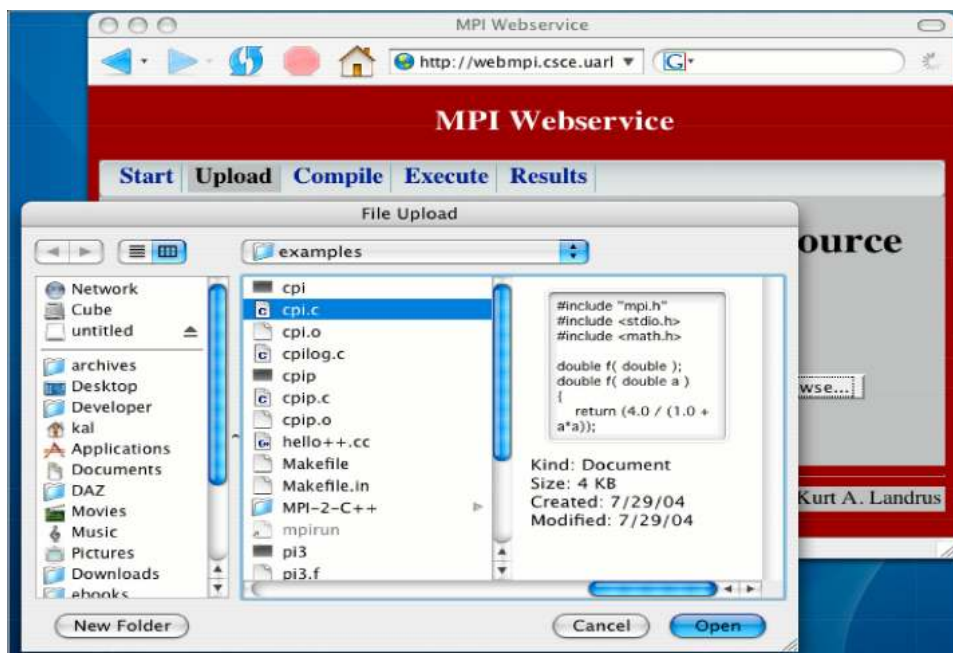 MPI Webservice
http://webmpi.csce.uarl
G
MPI Webservice
Start Upload Compile Execute Results
ource
wse...
Kurt A. Landrus
File Upload
examples
Network
Cube
untitled
archives
Desktop
Developer
kal
Applications
Documents
DAZ
Movies
Music
Pictures
Downloads
ebooks
cpi
cpi.c
cpi.o
cpilog.c
cpip
cpip.c
cpip.o
hello++.cc
Makefile
Makefile.in
MPI-2-C++
mpirun
pi3
pi3.f
#include "mpi.h"
#include <stdio.h>
#include <math.h>
double f( double );
double f( double a )
{
return (4.0 / (1.0 +
a*a));
Kind: Document
Size: 4 KB
Created: 7/29/04
Modified: 7/29/04
New Folder
Cancel
Open